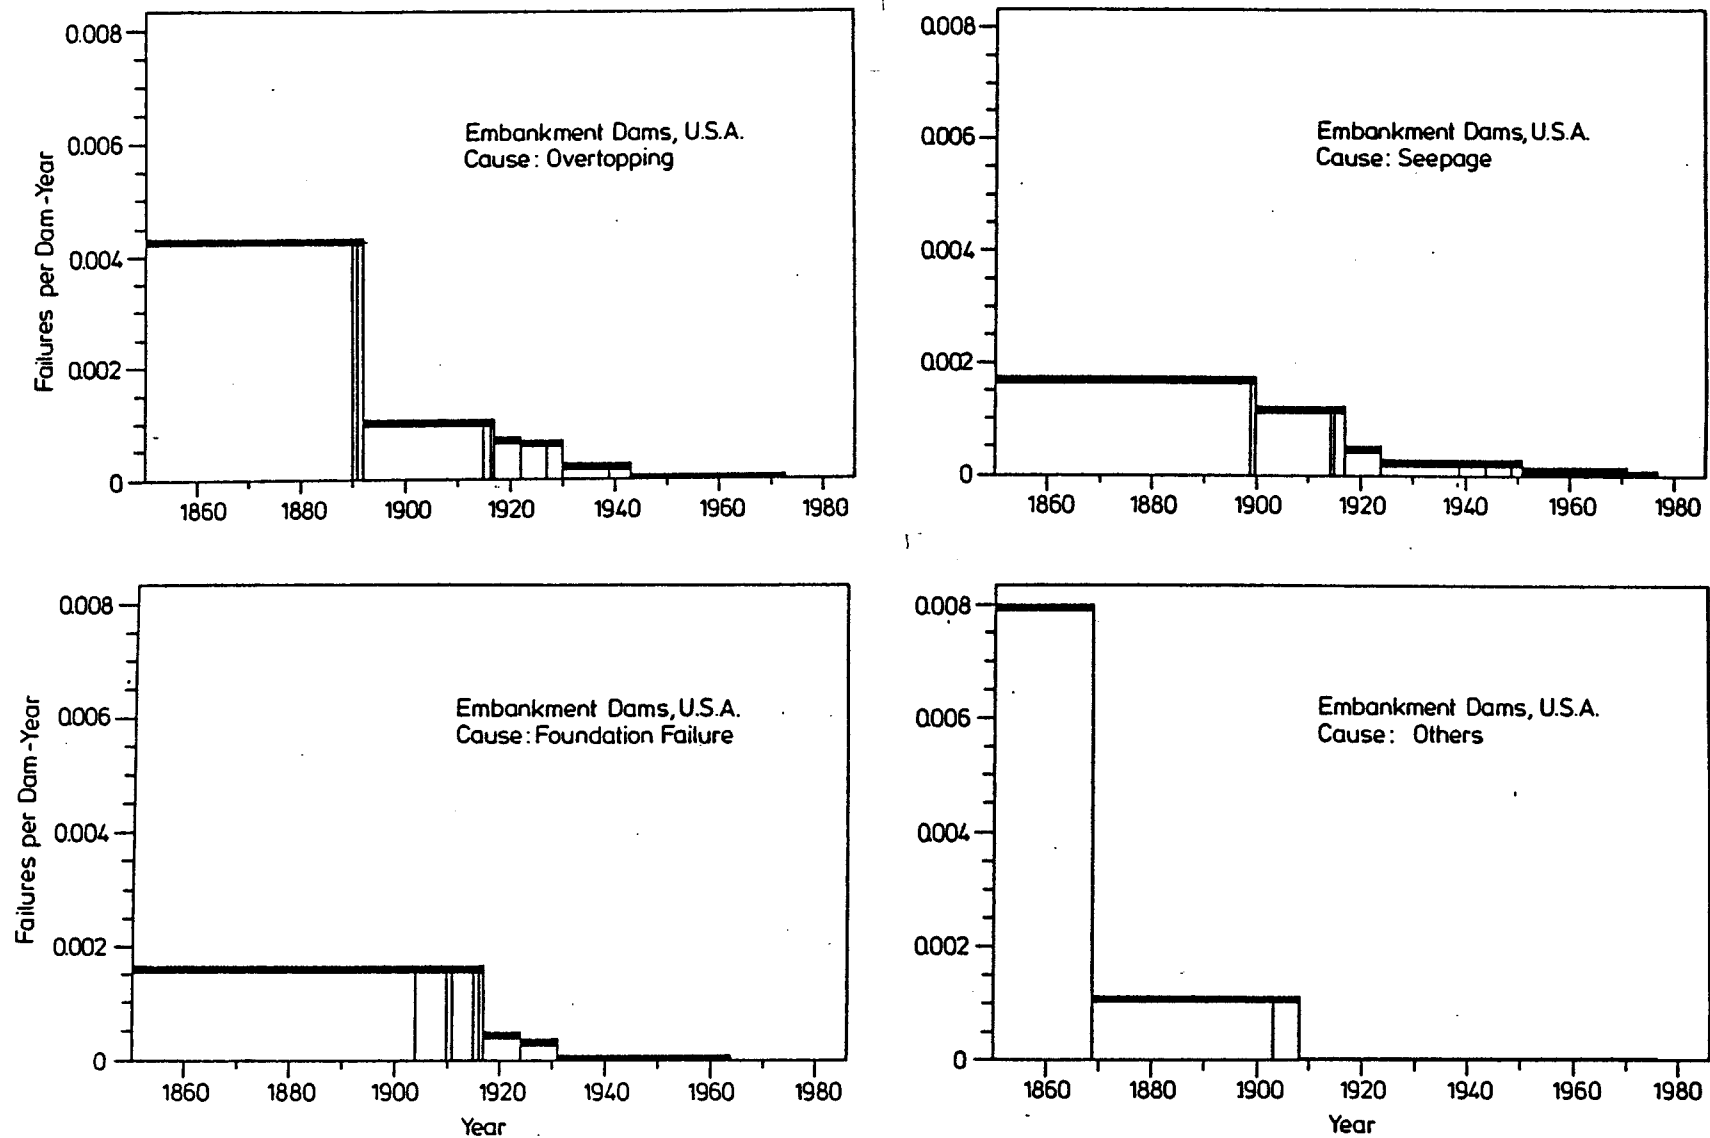 0.008
0.006
0.004
0.002
0
Failures per Dam-Year
Embankment Dams, U.S.A.
Cause: Overtopping
1860 1880 1900 1920 1940 1960 1980
0.008
0.006
0.004
0.002
0
Embankment Dams, U.S.A.
Cause: Seepage
1860 1880 1900 1920 1940 1960 1980
0.008
0.006
0.004
0.002
0
Failures per Dam-Year
Embankment Dams, U.S.A.
Cause: Foundation Failure
1860 1880 1900 1920 1940 1960 1980
Year
0.008
0.006
0.004
0.002
0
Embankment Dams, U.S.A.
Cause: Others
1860 1880 1900 1920 1940 1960 1980
Year